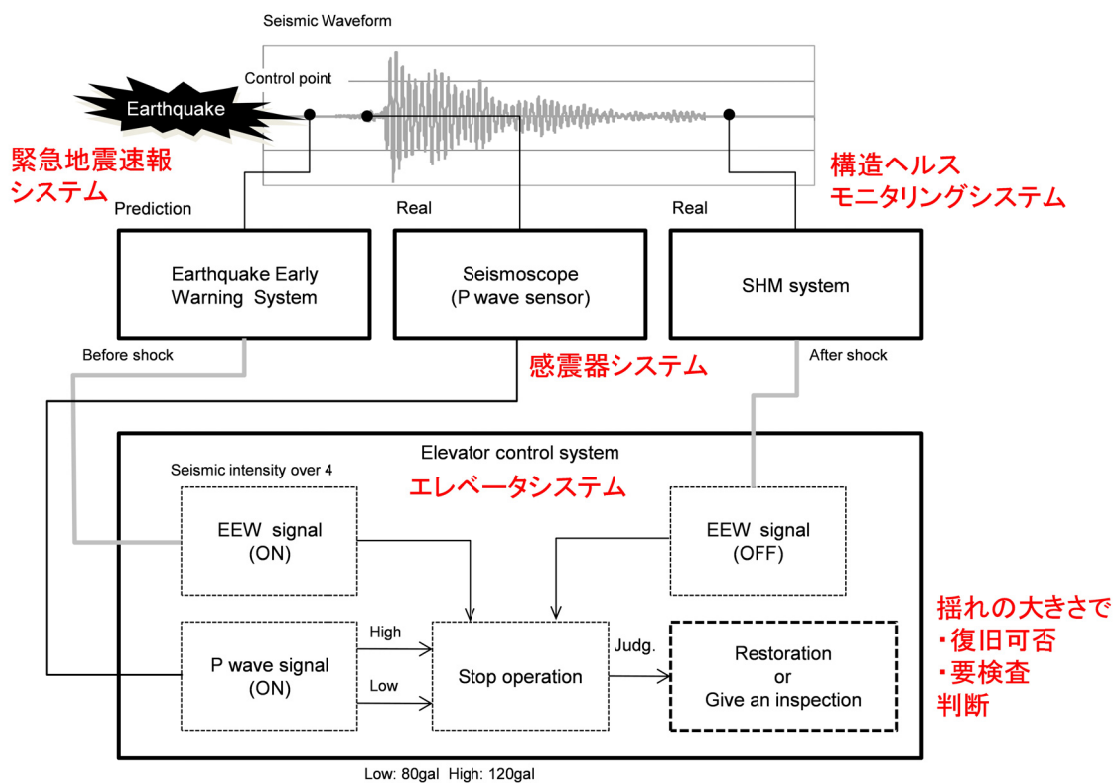 Seismic Waveform
Control point
Earthquake
緊急地震速報
システム
構造ヘルス
モニタリングシステム
Prediction
Real
Real
Earthquake Early
Warning System
Seismoscope
(P wave sensor)
SHM system
Before shock
感震器システム
After shock
Elevator control system
Seismic intensity over 4
エレベータシステム
EEW signal
(ON)
EEW signal
(OFF)
揺れの大きさで
・復旧可否
・要検査
判断
High
Low
P wave signal
(ON)
Stop operation
Judg.
Restoration
or
Give an inspection
Low: 80gal High: 120gal